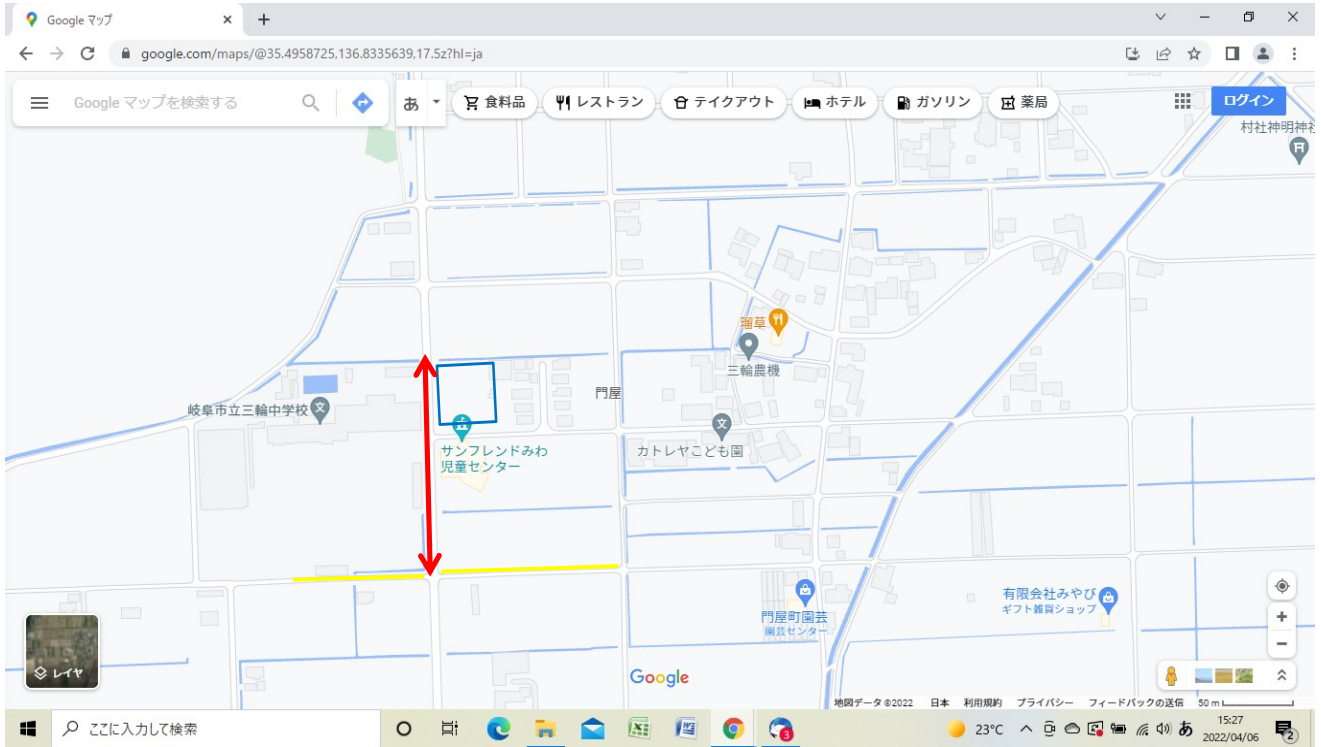 Google マップ
google.com/maps/@35.4958725,136.8335639,17.5z?hl=ja
Google マップを検索する
あ
食料品
レストラン
テイクアウト
ホテル
ガソリン
薬局
ログイン
村社神明神社
瑠草
三輪農機
門屋
岐阜市立三輪中学校
文
サンフレンドみわ
児童センター
文
カトレヤこども園
門屋町園芸
園芸センター
有限会社みやび
ギフト雑貨ショップ
レイヤ
Google
地図データ ©2022 日本 利用規約 プライバシー フィードバックの送信 50 m
ここに入力して検索
3
23°C
あ
15:27
2022/04/06
2